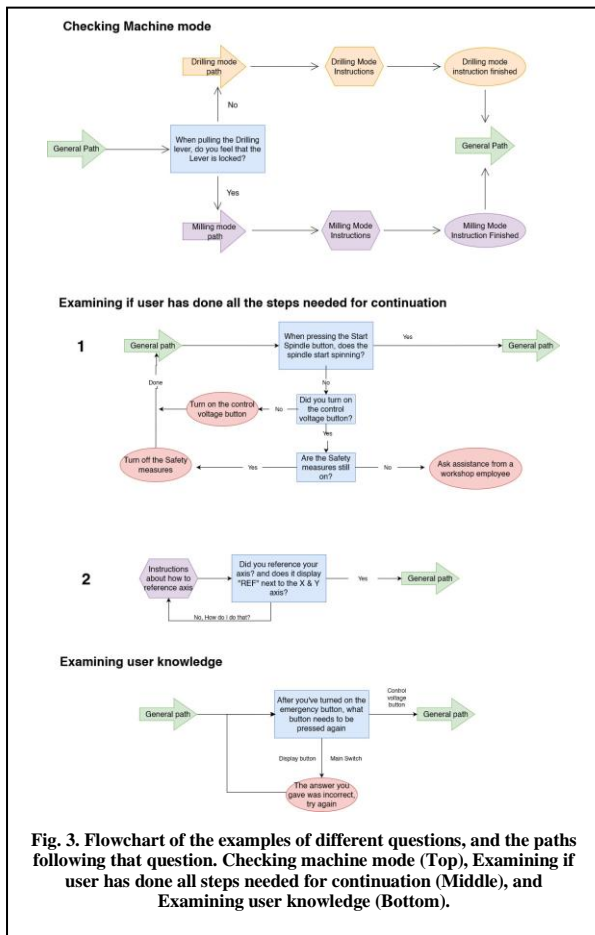 Checking Machine mode
Drilling mode
path
Drilling Mode
Instructions
Drilling mode
instruction finished
No
General Path
When pulling the Drilling
lever, do you feel that the
Lever is locked?
General Path
Yes
Milling mode
path
Milling Mode
Instructions
Milling Mode
Instruction Finished
Examining if user has done all the steps needed for continuation
1
General path
When pressing the Start
Spindle button, does the
spindle start spinning?
Yes
General path
Done
No
Turn on the control
voltage button
No
Did you turn on
the control
voltage button?
Yes
Turn off the Safety
measures
Yes
Are the Safety
measures still
on?
No
Ask assistance from a
workshop employee
2
Instructions
about how to
reference axis
Did you reference your
axis? and does it display
"REF" next to the X & Y
axis?
Yes
General path
No, How do I do that?
Examining user knowledge
General path
After you've turned on the
emergency button, what
button needs to be
pressed again
Control
voltage
button
General path
Display button
Main Switch
The answer you
gave was incorrect,
try again
Fig. 3. Flowchart of the examples of different questions, and the paths
following that question. Checking machine mode (Top), Examining if
user has done all steps needed for continuation (Middle), and
Examining user knowledge (Bottom).